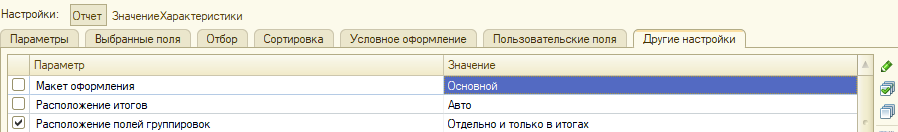 Настройки: Отчет ЗначениеХарактеристики
Параметры Выбранные поля Отбор Сортировка Условное оформление Пользовательские поля Другие настройки
Параметр Значение
Макет оформления Основной
Расположение итогов Авто
Расположение полей группировок Отдельно и только в итогах